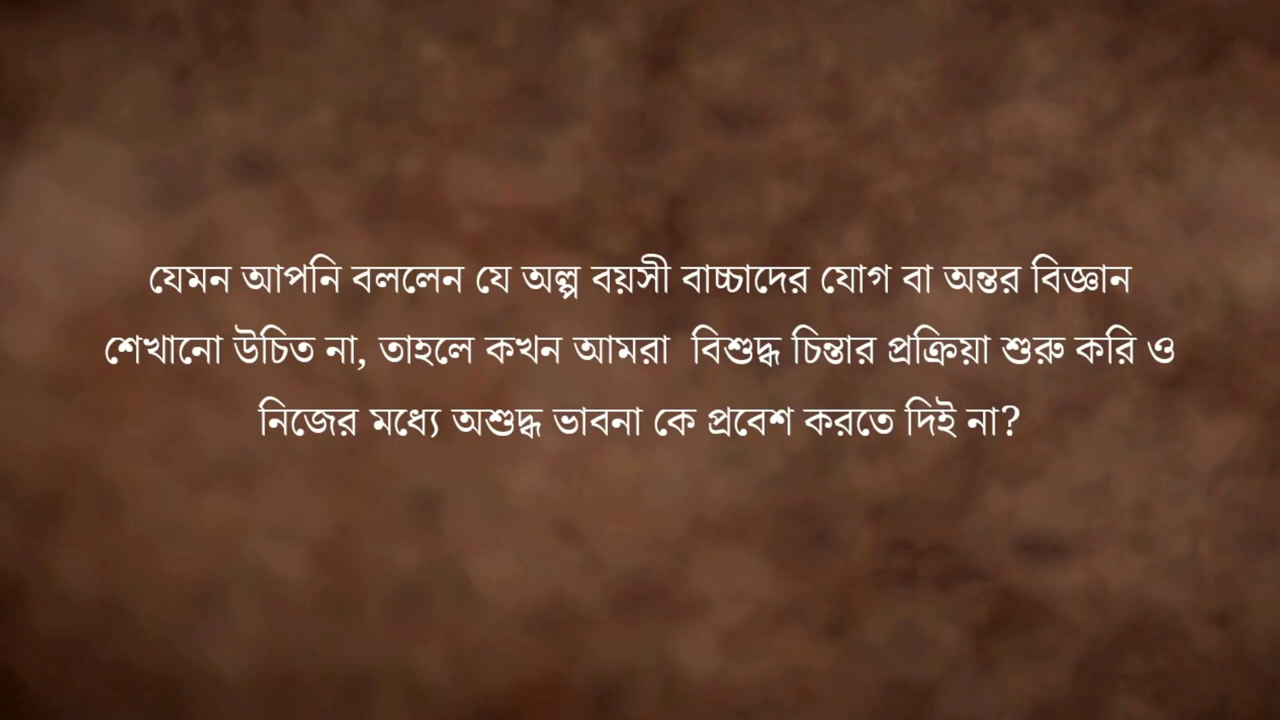 যেমন আপনি বললেন যে অল্প বয়সী বাচ্চাদের যোগ বা অন্তর বিজ্ঞান
শেখানো উচিত না, তাহলে কখন আমরা বিশুদ্ধ চিন্তার প্রক্রিয়া শুরু করি ও
নিজের মধ্যে অশুদ্ধ ভাবনা কে প্রবেশ করতে দিই না?